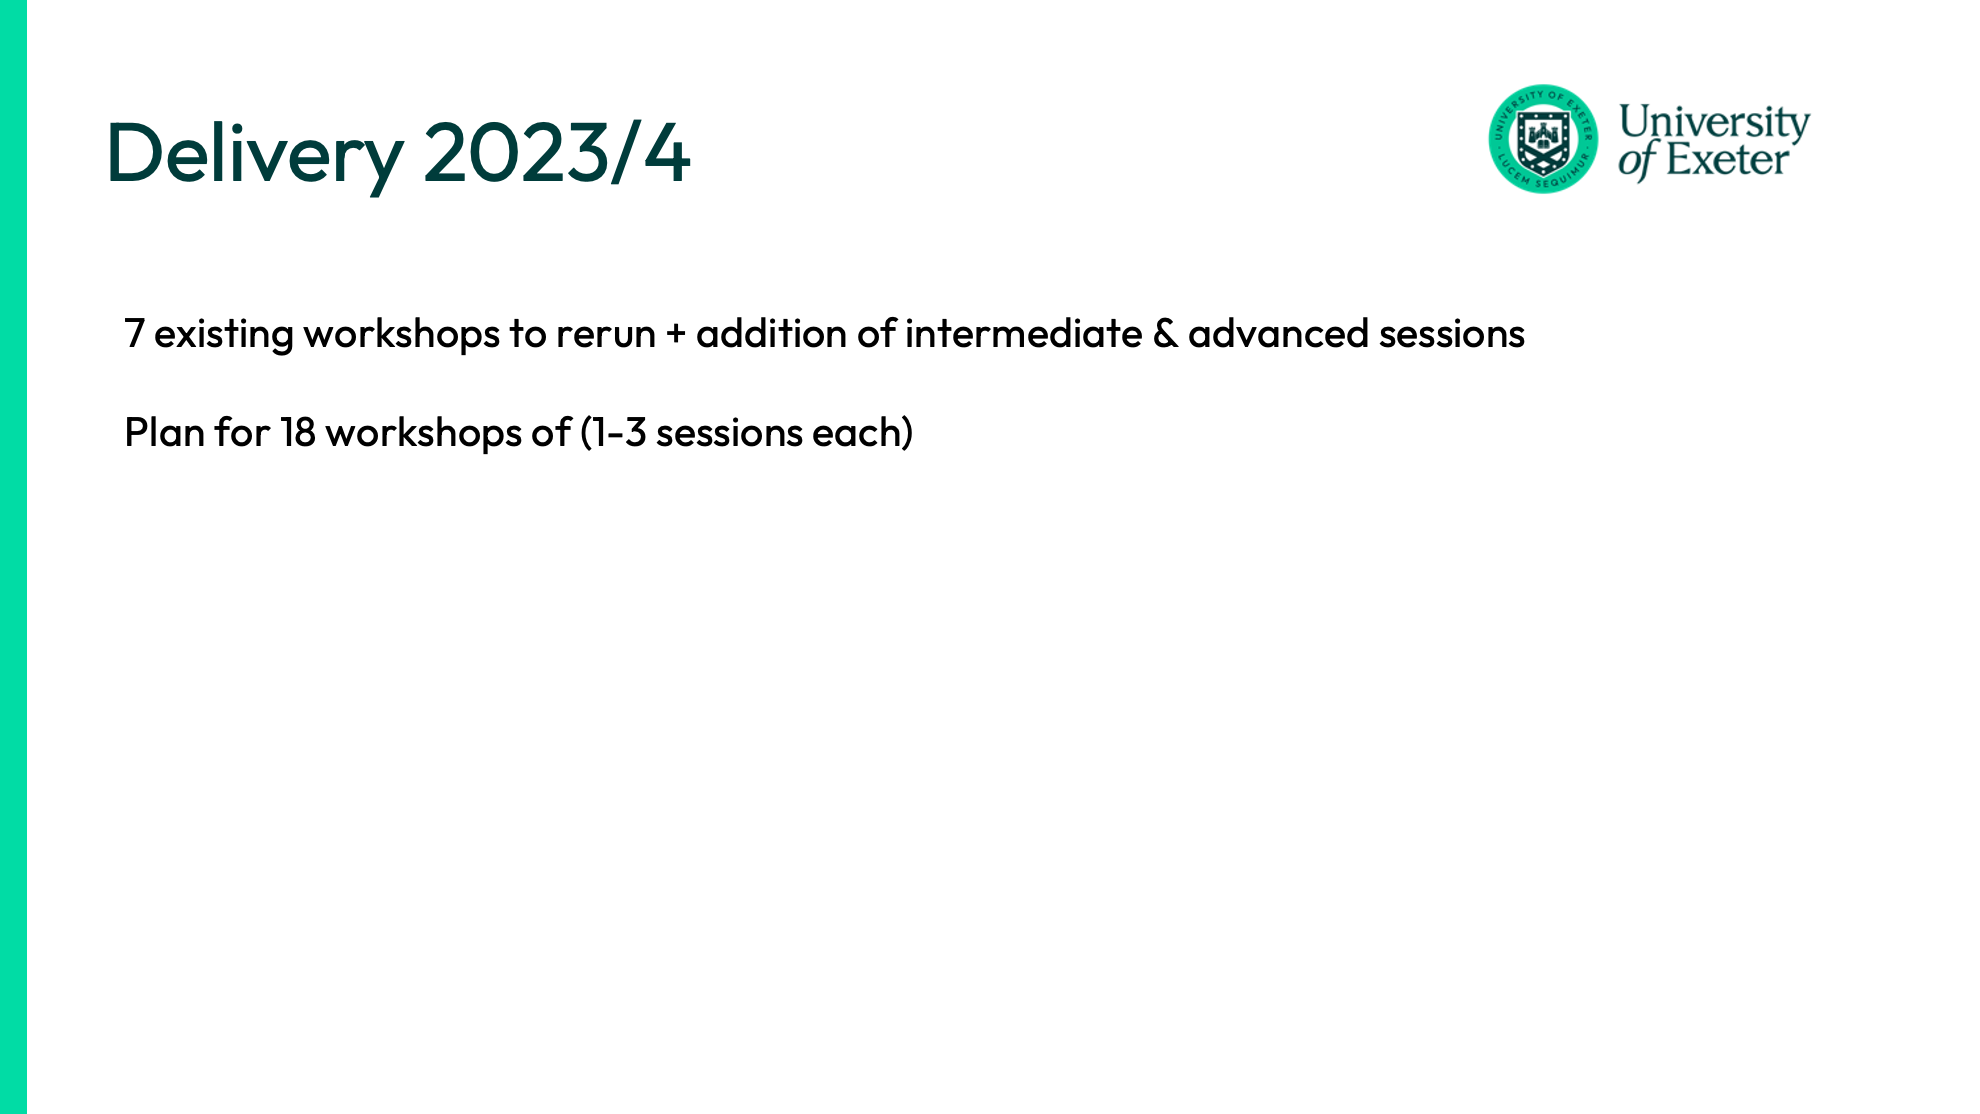 Delivery 2023/4
UNIVERSITY OF EXETER
LUCEM SEQUIMUR
University
of Exeter
7 existing workshops to rerun + addition of intermediate & advanced sessions
Plan for 18 workshops of (1-3 sessions each)